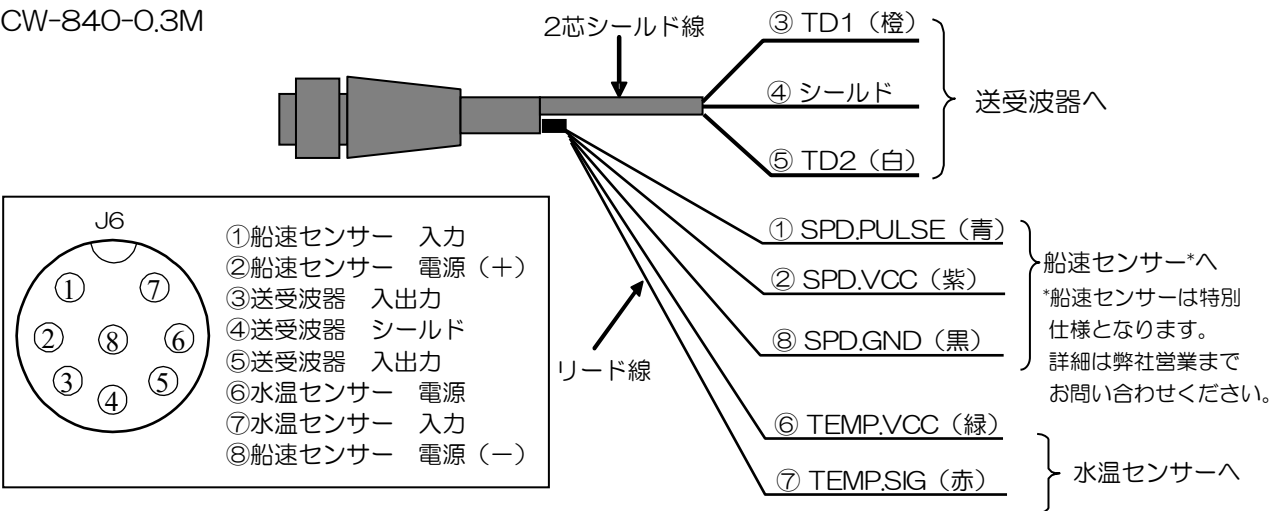 CW-840-0.3M
2芯シールド線
③ TD1（橙）
④ シールド
⑤ TD2（白）
送受波器へ
① SPD.PULSE（青）
② SPD.VCC（紫）
⑧ SPD.GND（黒）
船速センサー*へ
*船速センサーは特別
仕様となります。
詳細は弊社営業まで
お問い合わせください。
リード線
⑥ TEMP.VCC（緑）
⑦ TEMP.SIG（赤）
水温センサーへ
J6
①
⑦
②
⑧
⑥
③
④
⑤
①船速センサー　入力
②船速センサー　電源（＋）
③送受波器　入出力
④送受波器　シールド
⑤送受波器　入出力
⑥水温センサー　電源
⑦水温センサー　入力
⑧船速センサー　電源（－）